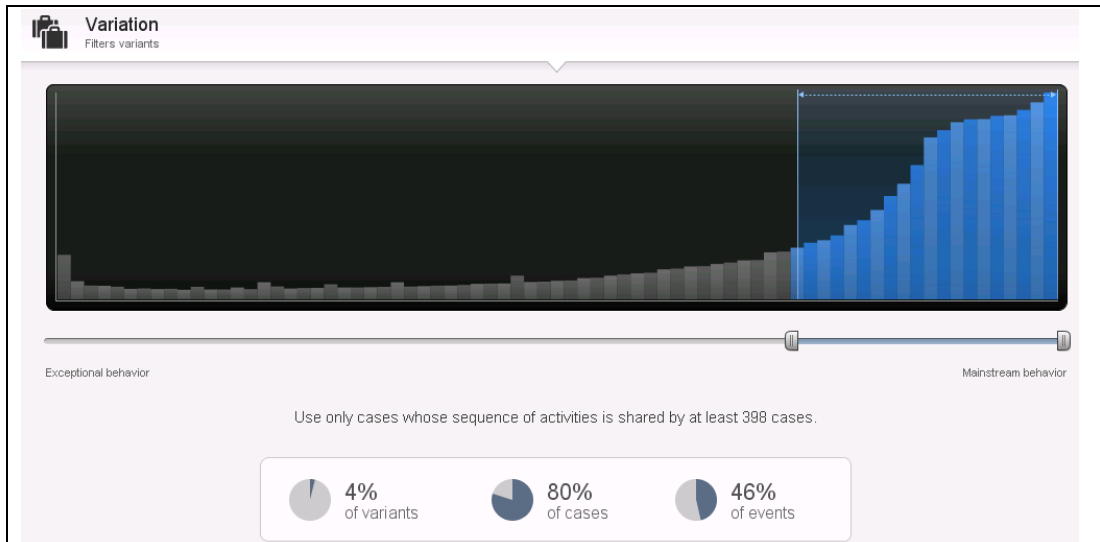 Variation
Filters variants
Exceptional behavior
Mainstream behavior
Use only cases whose sequence of activities is shared by at least 398 cases.
4%
of variants
80%
of cases
46%
of events